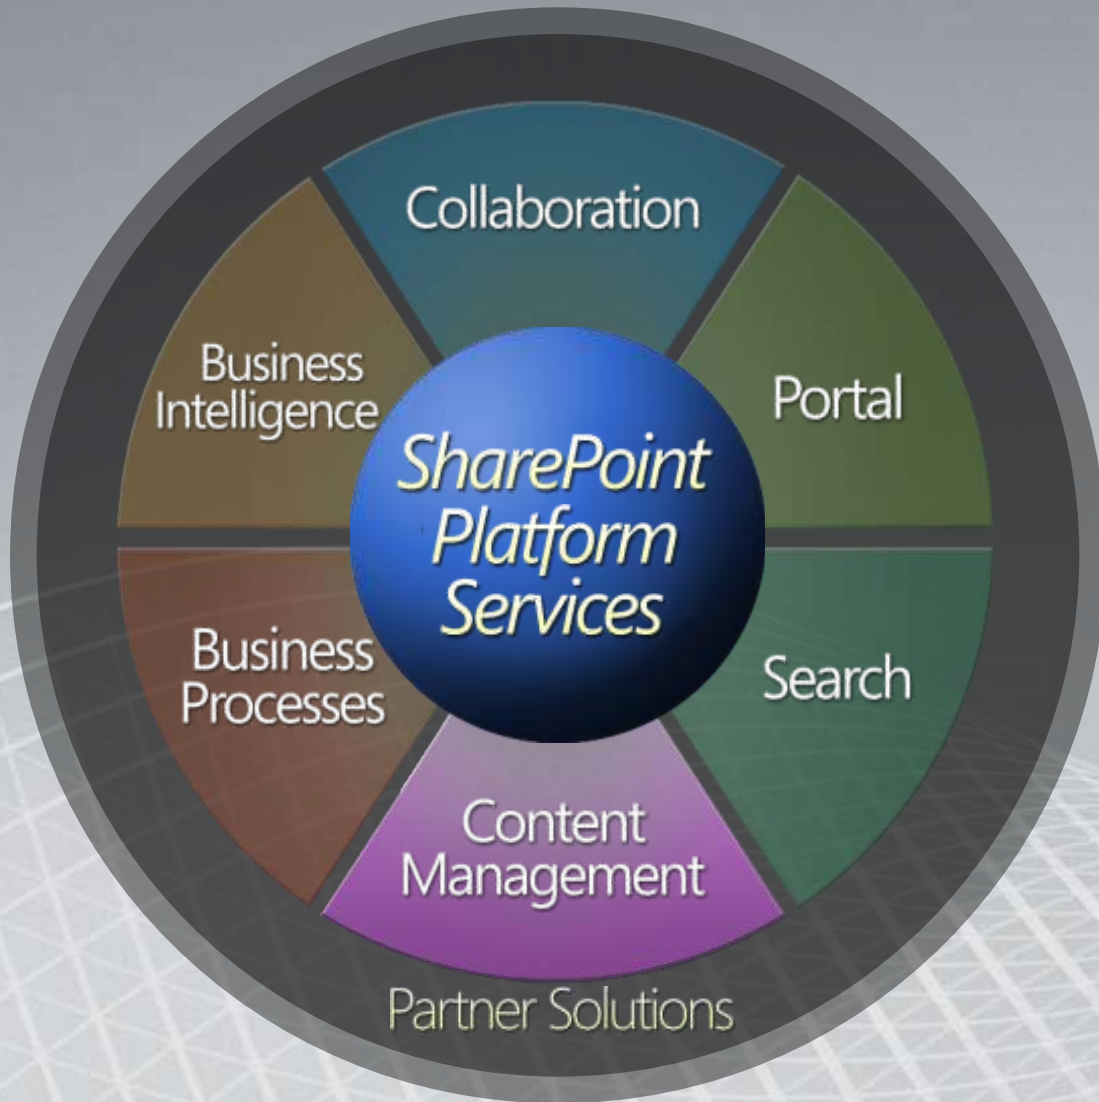 Collaboration
Business
Intelligence
Portal
SharePoint
Platform
Services
Business
Processes
Search
Content
Management
Partner Solutions